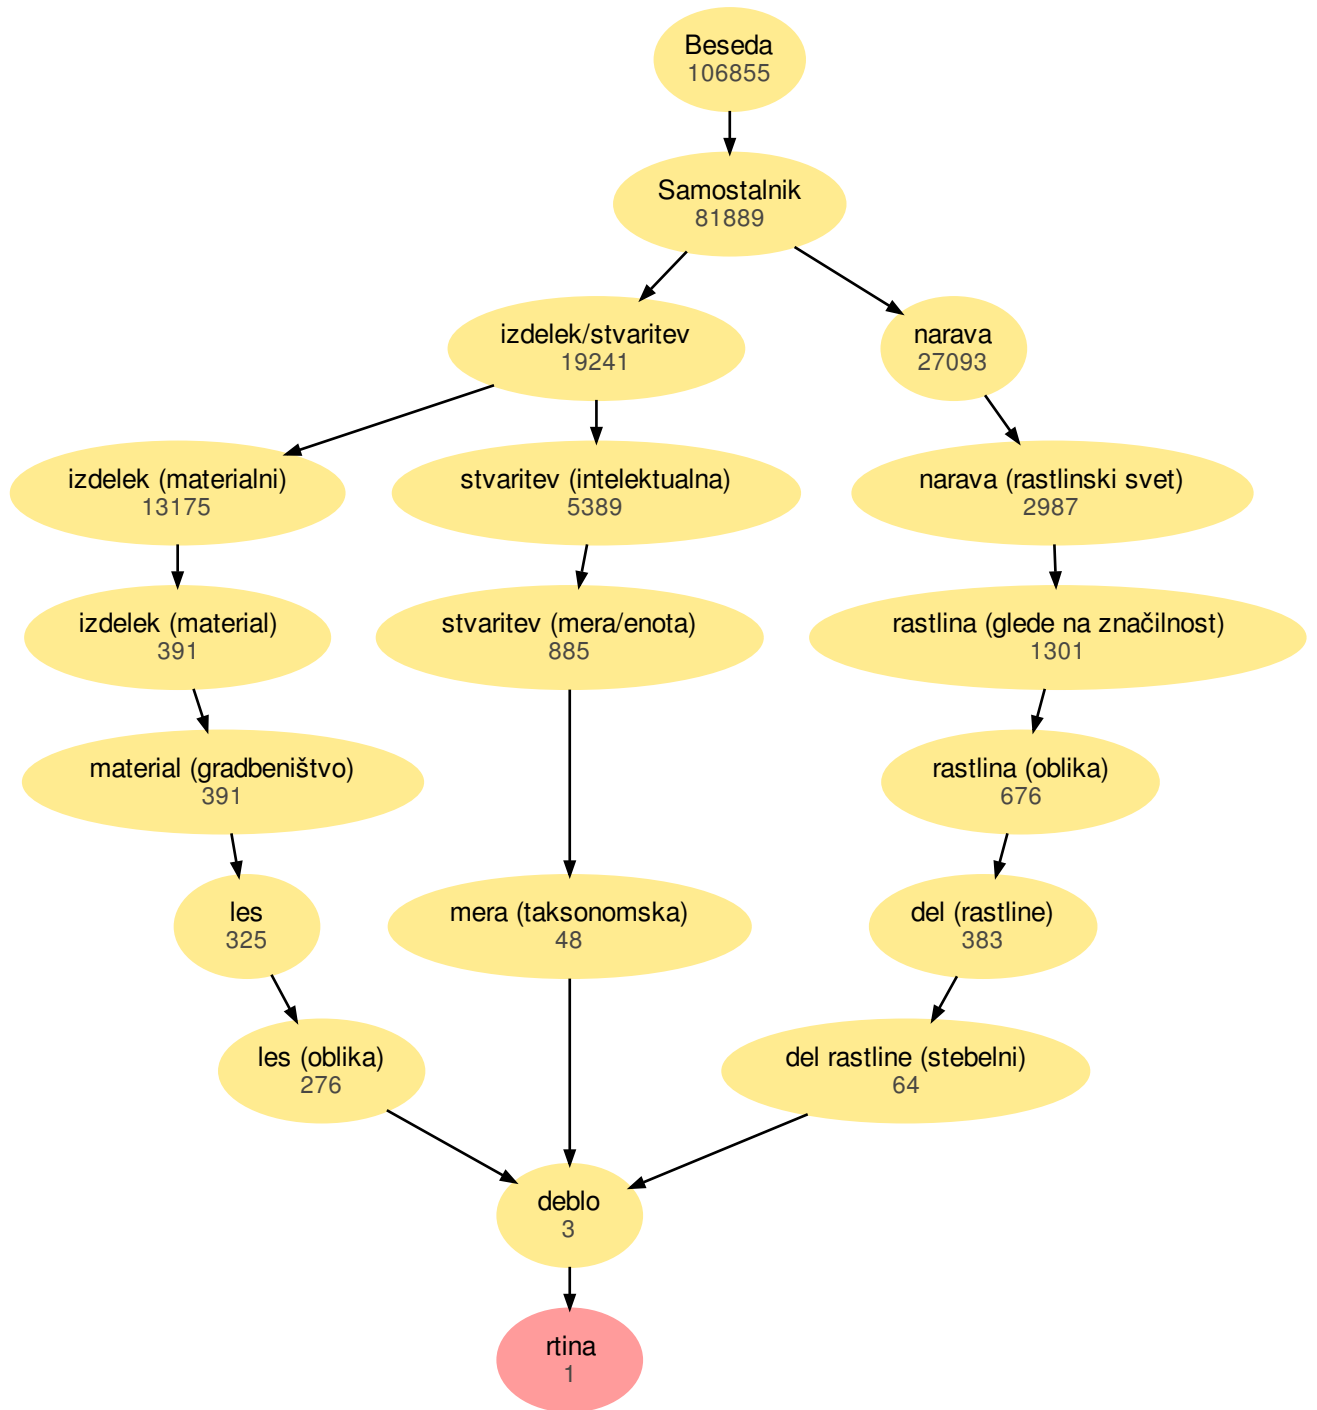 Beseda
106855
Samostalnik
81889
izdelek/stvaritev
19241
narava
27093
izdelek (materialni)
13175
stvaritev (intelektualna)
5389
narava (rastlinski svet)
2987
izdelek (material)
391
stvaritev (mera/enota)
885
rastlina (glede na značilnost)
1301
material (gradbeništvo)
391
rastlina (oblika)
676
les
325
mera (taksonomska)
48
del (rastline)
383
les (oblika)
276
del rastline (stebelni)
64
deblo
3
rtina
1